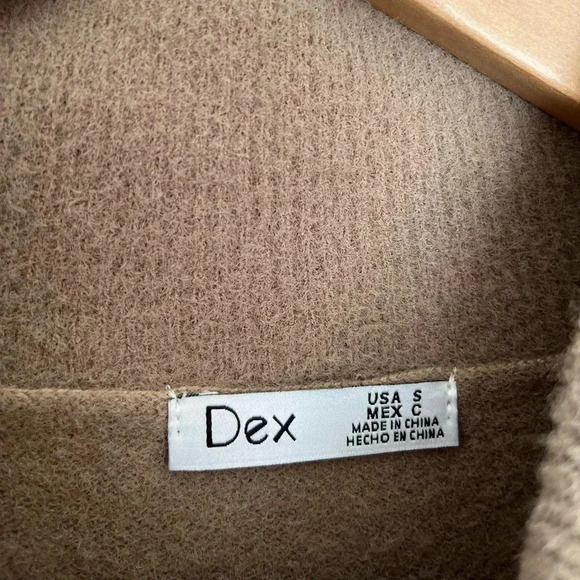 Dex
USA S
MEX C
MADE IN CHINA
HECHO EN CHINA